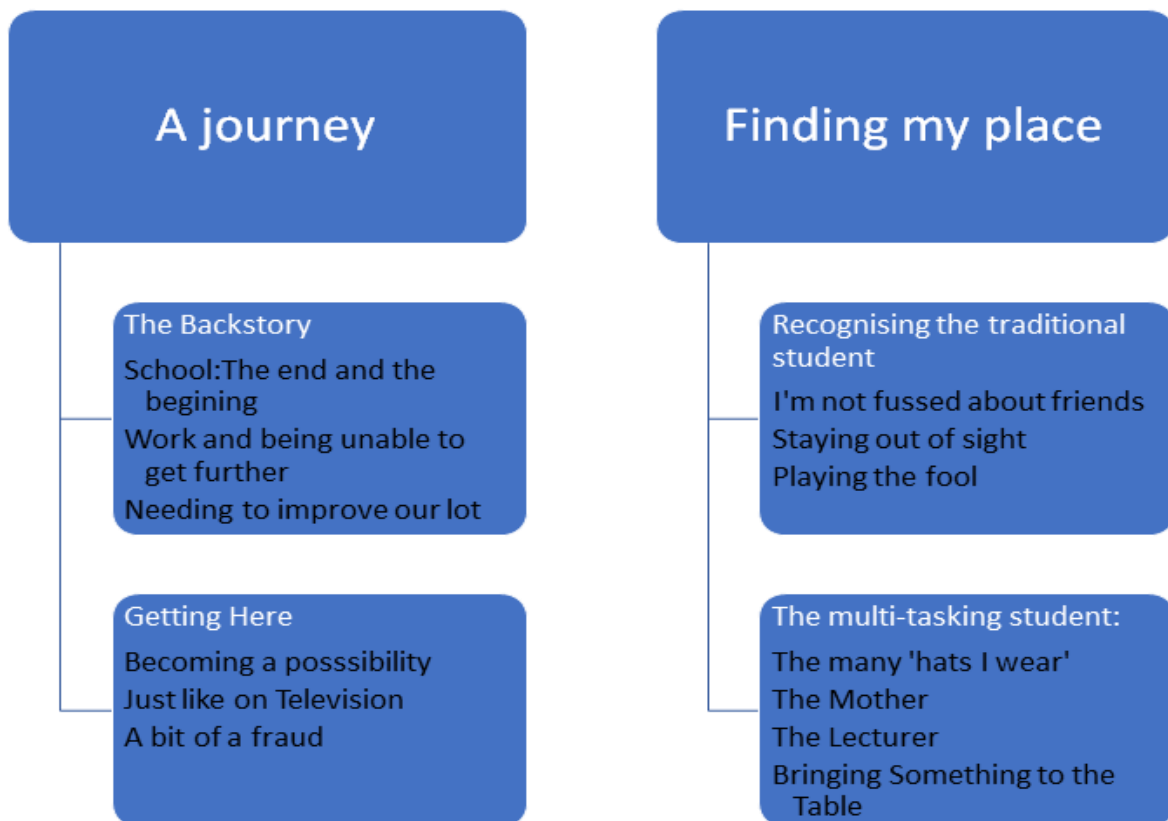 A journey
The Backstory
School:The end and the
begining
Work and being unable to
get further
Needing to improve our lot
Getting Here
Becoming a posssibility
Just like on Television
A bit of a fraud
Finding my place
Recognising the traditional
student
I'm not fussed about friends
Staying out of sight
Playing the fool
The multi-tasking student:
The many 'hats I wear'
The Mother
The Lecturer
Bringing Something to the
Table